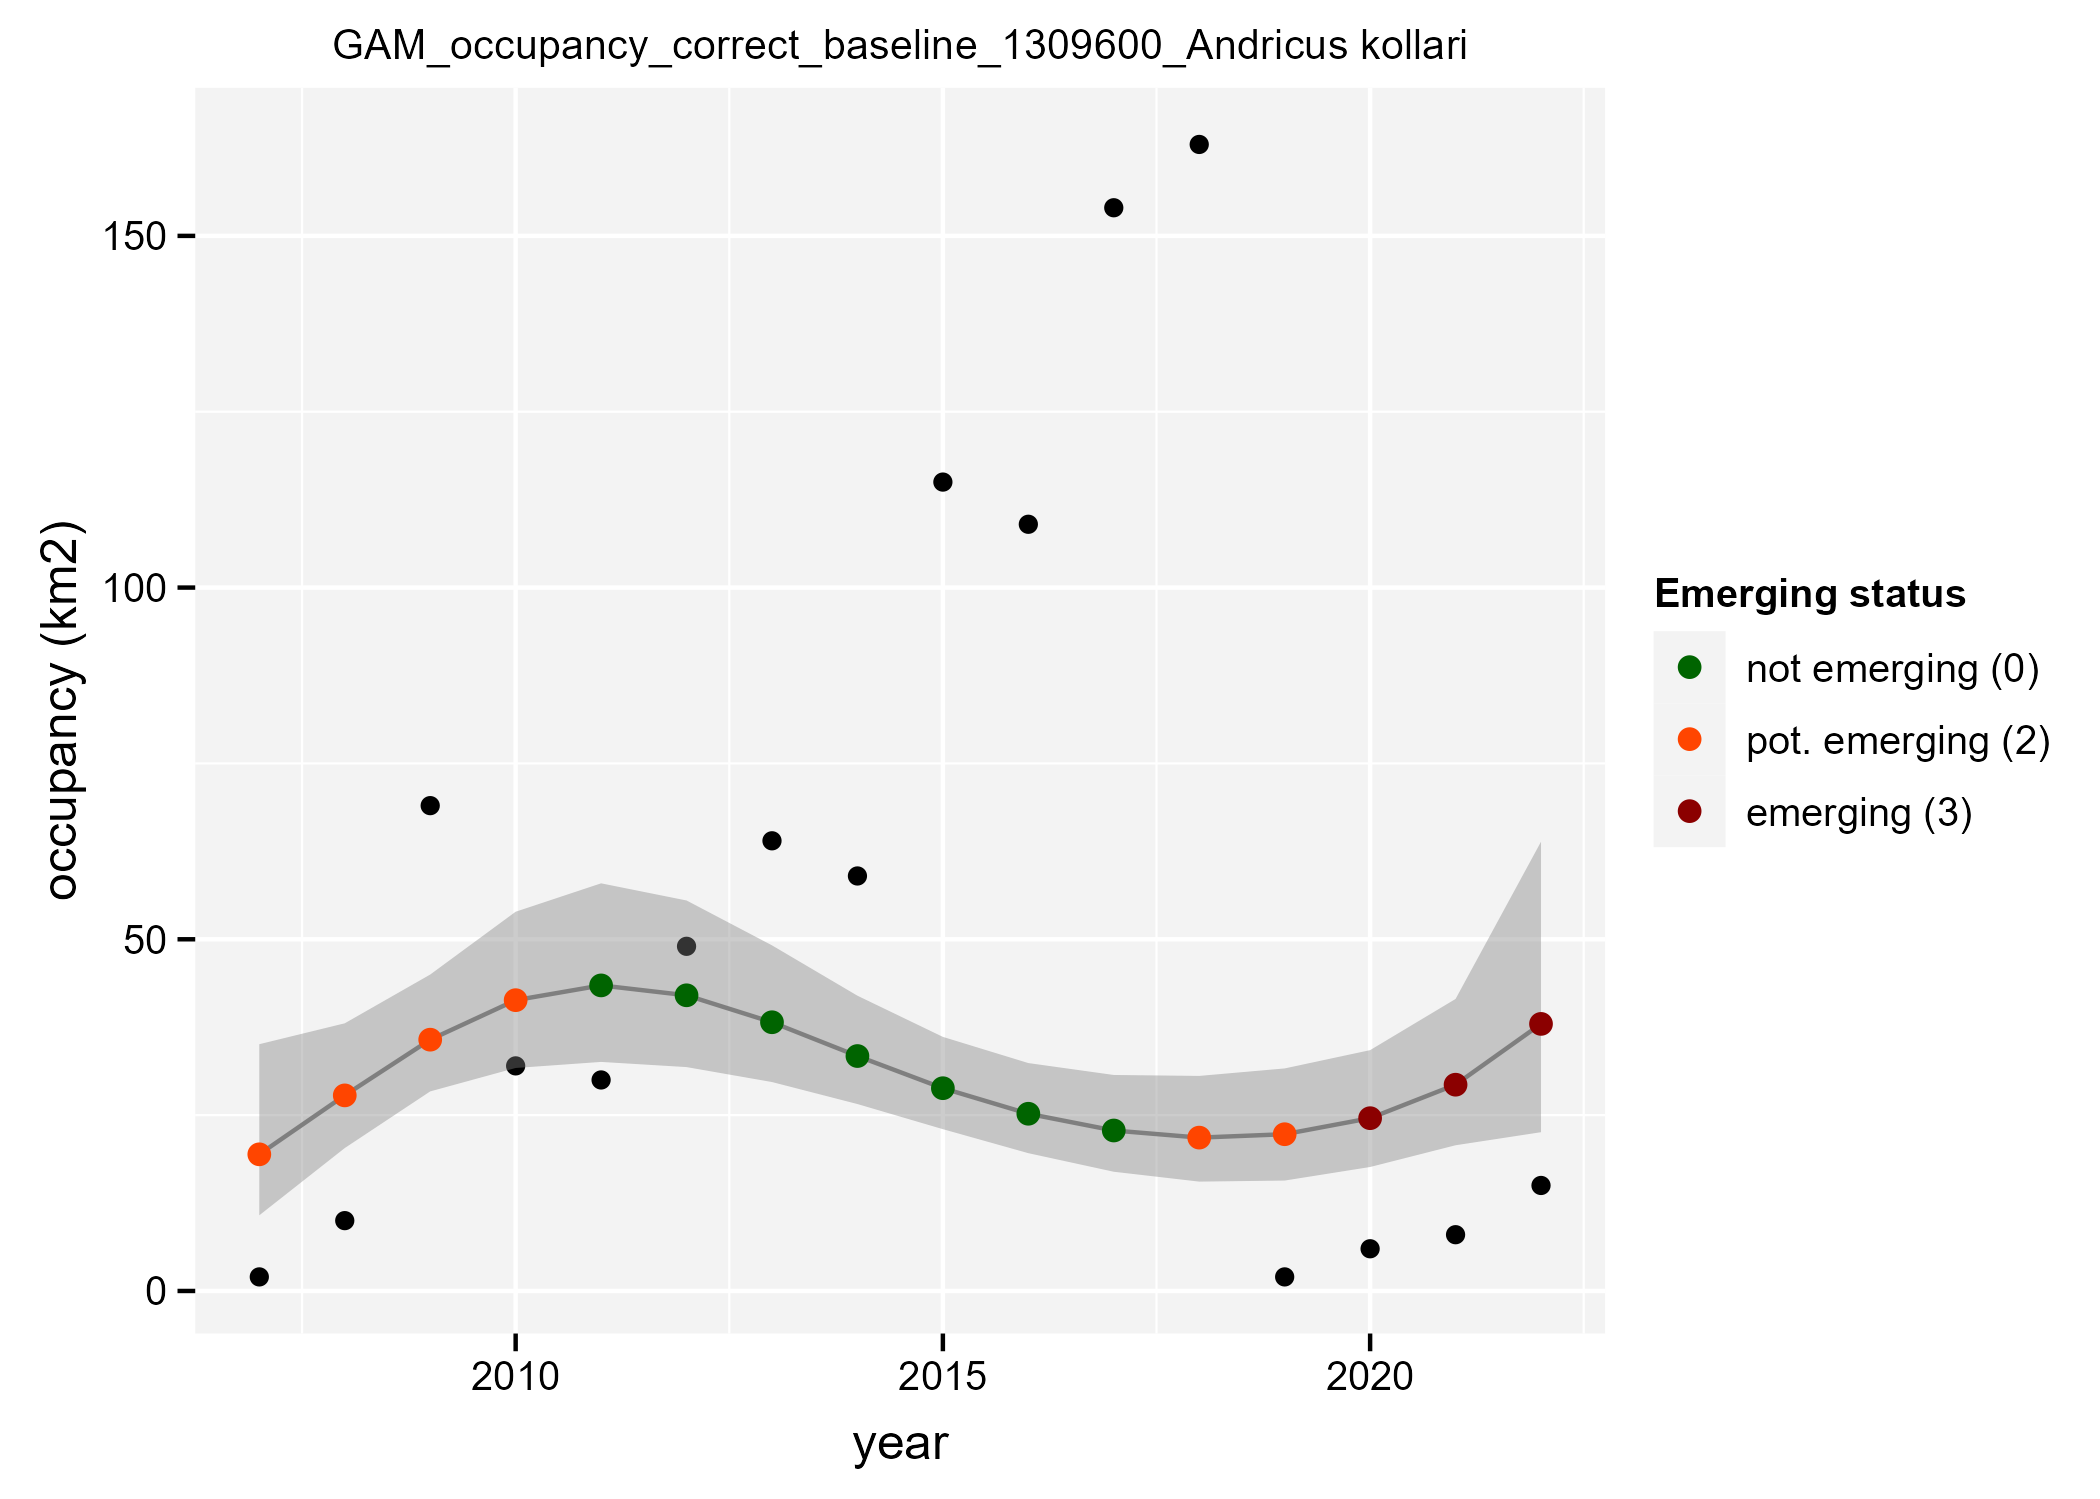 GAM_occupancy_correct_baseline_1309600_Andricus kollari
occupancy (km2)
150
100
50
0
2010
2015
2020
year
Emerging status
not emerging (0)
pot. emerging (2)
emerging (3)